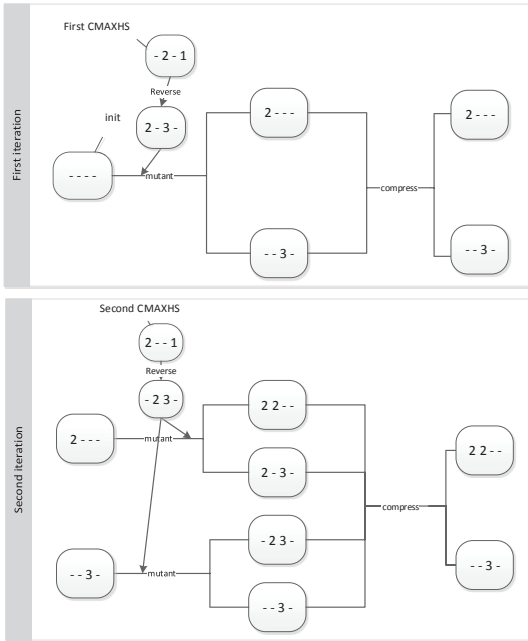 First iteration
First CMAXHS
- 2 - 1
Reverse
2 - 3 -
init
- - - -
mutant
2 - - -
- - 3 -
compress
2 - - -
- - 3 -
Second iteration
Second CMAXHS
2 - - 1
Reverse
- 2 3 -
2 - - -
mutant
2 2 - -
2 - 3 -
- - 3 -
mutant
- 2 3 -
- - 3 -
compress
2 2 - -
- - 3 -